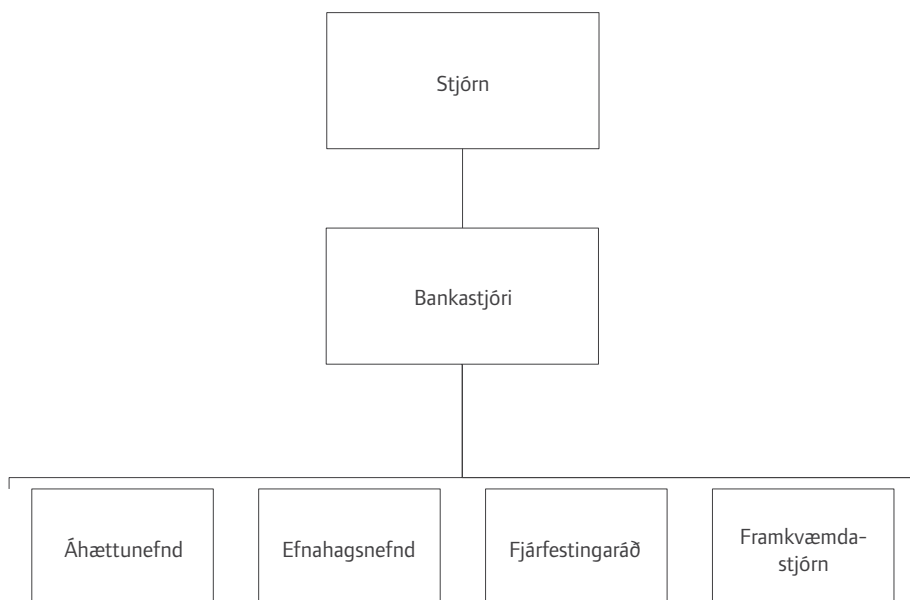 Stjórn
Bankastjóri
Áhættunefnd
Efnahagsnefnd
Fjárfestingaráð
Framkvæmda-
stjórn